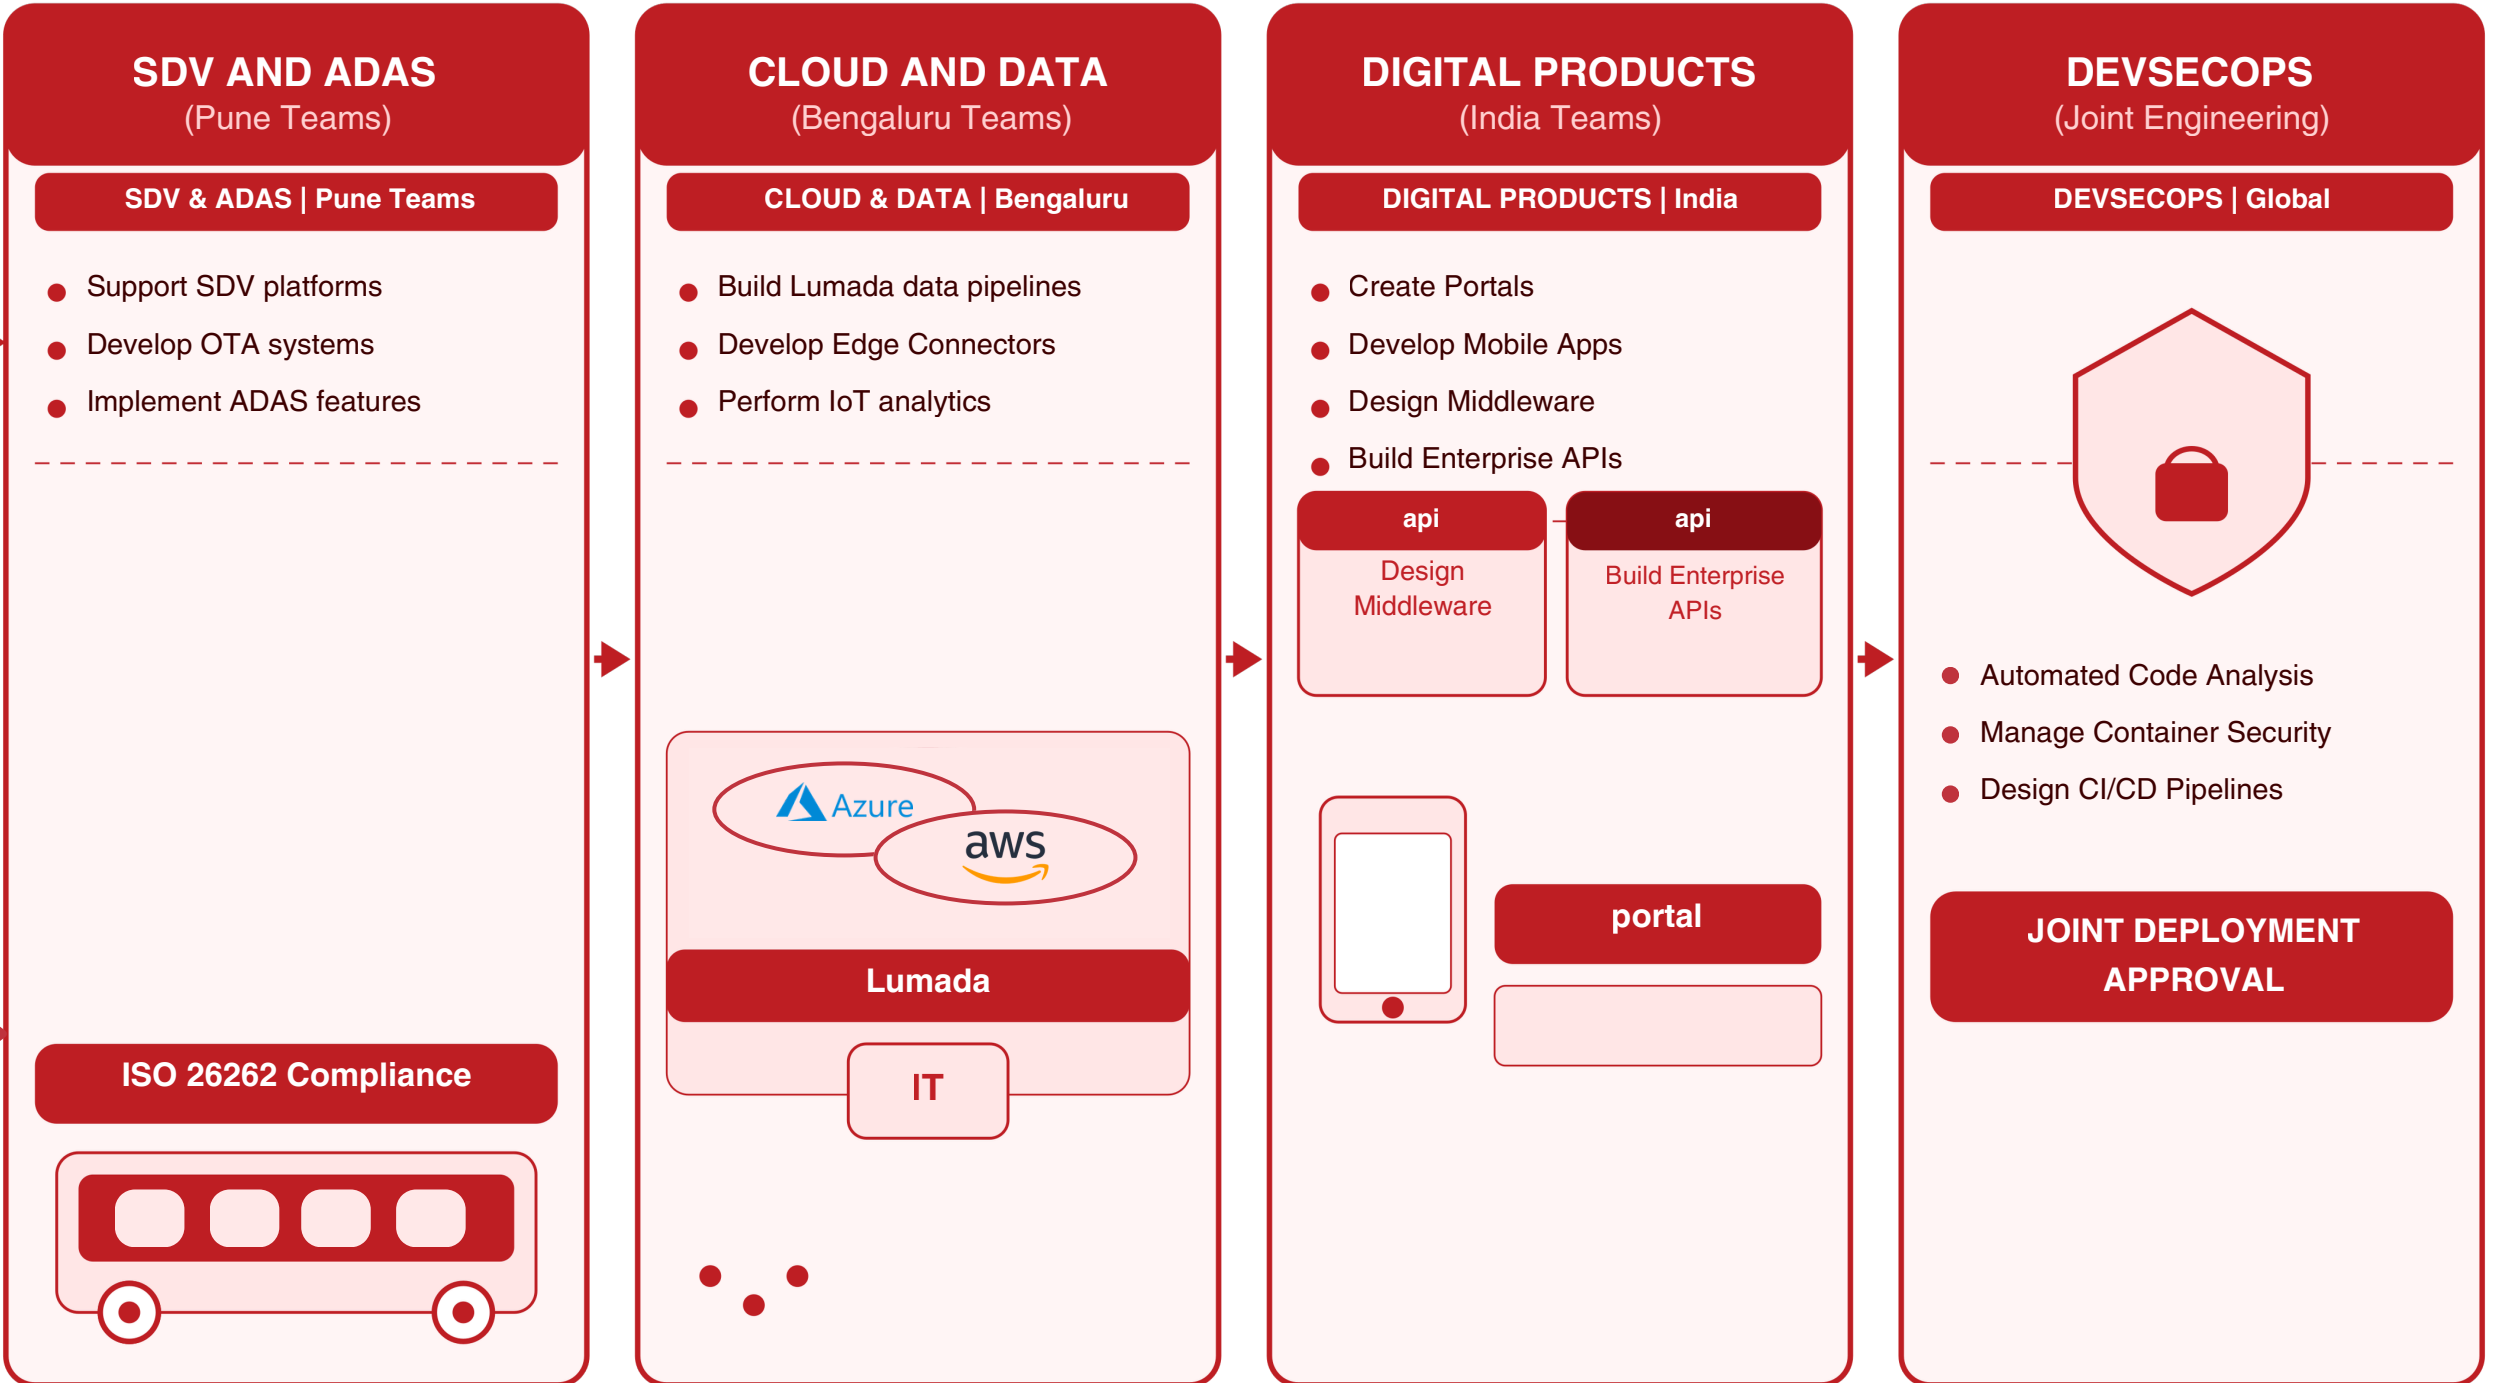 SDV AND ADAS
(Pune Teams)
SDV & ADAS | Pune Teams
Support SDV platforms
Develop OTA systems
Implement ADAS features
ISO 26262 Compliance
CLOUD AND DATA
(Bengaluru Teams)
CLOUD & DATA | Bengaluru
Build Lumada data pipelines
Develop Edge Connectors
Perform IoT analytics
Azure
aws
Lumada
IT
DIGITAL PRODUCTS
(India Teams)
DIGITAL PRODUCTS | India
Create Portals
Develop Mobile Apps
Design Middleware
Build Enterprise APIs
api
Design
Middleware
api
Build Enterprise
APIs
portal
DEVSECOPS
(Joint Engineering)
DEVSECOPS | Global
Automated Code Analysis
Manage Container Security
Design CI/CD Pipelines
JOINT DEPLOYMENT
APPROVAL